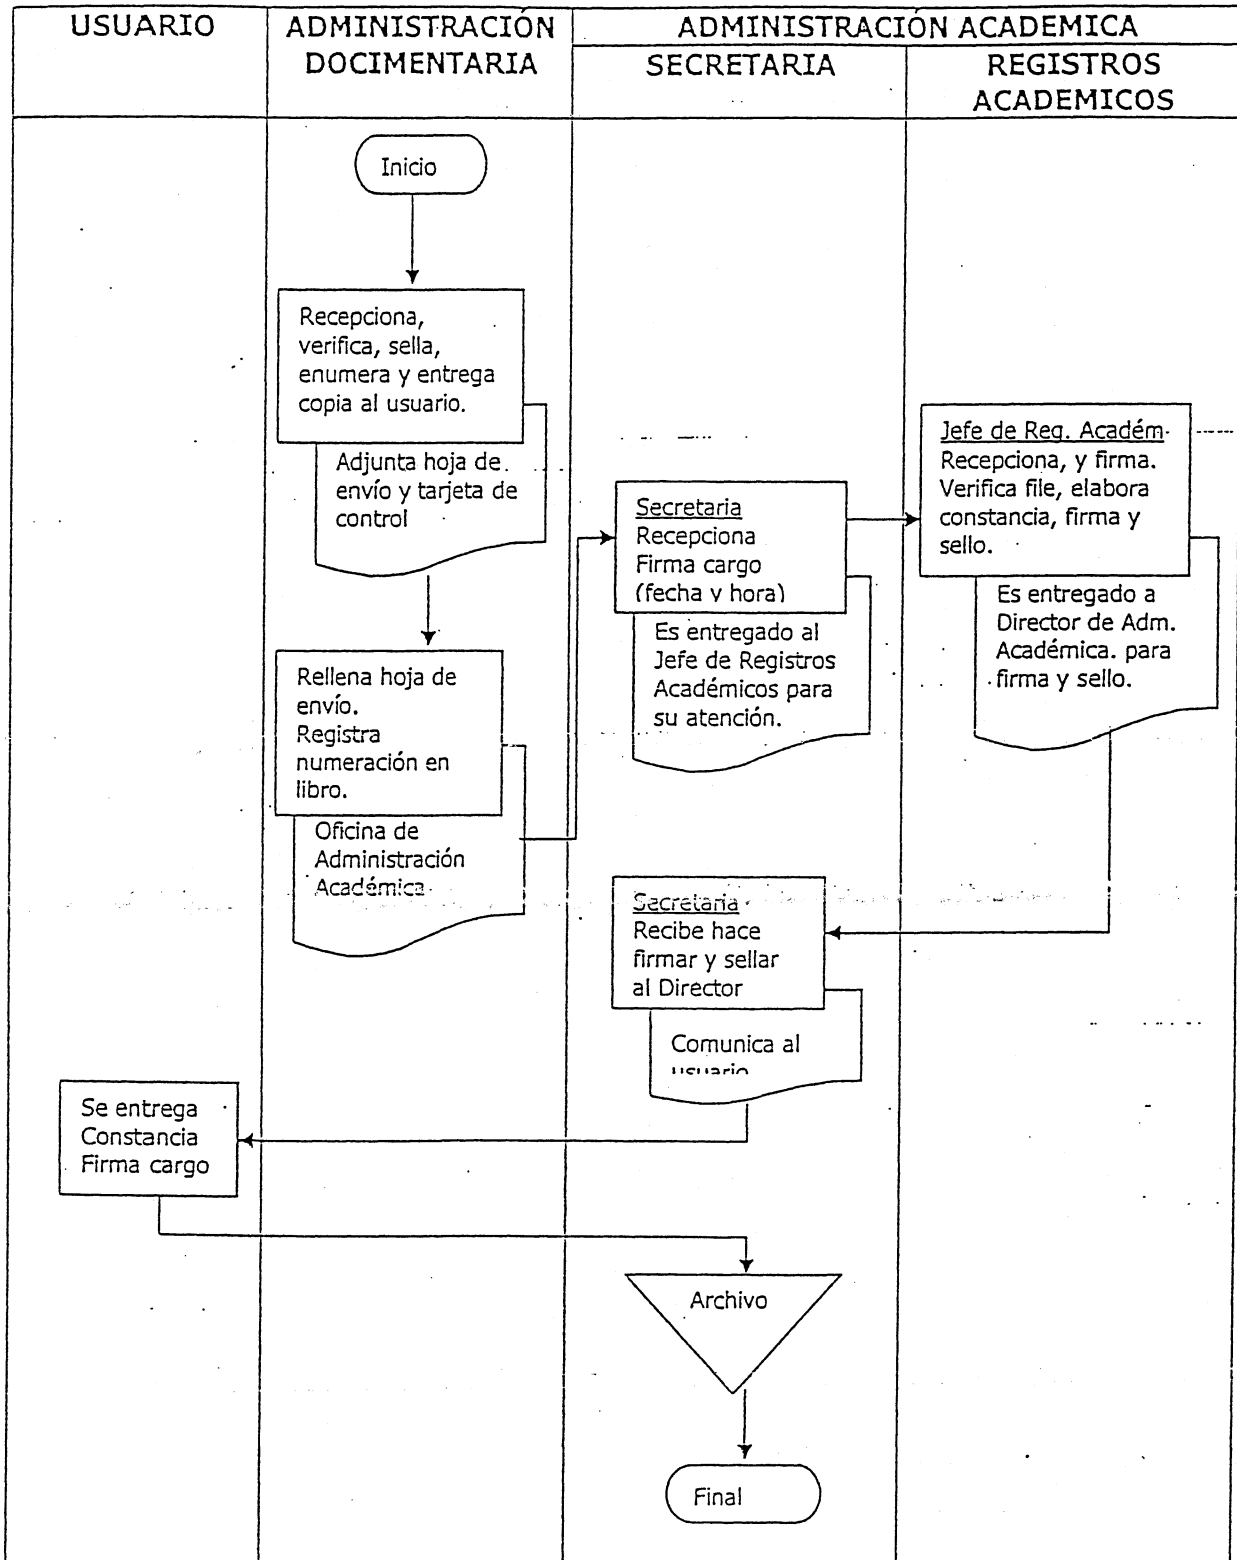 USUARIO
ADMINISTRACIÓN
DOCIMENTARIA
ADMINISTRACIÓN ACADEMICA
SECRETARIA
REGISTROS
ACADEMICOS
Inicio
Recepciona,
verifica, sella,
enumera y entrega
copia al usuario.
Adjunta hoja de
envío y tarjeta de
control
Rellena hoja de
envío.
Registra
numeración en
libro.
Oficina de
Administración
Académica
Secretaria
Recepciona
Firma cargo
(fecha y hora)
Es entregado al
Jefe de Registros
Académicos para
su atención.
Jefe de Reg. Académ.
Recepciona, y firma.
Verifica file, elabora
constancia, firma y
sello.
Es entregado a
Director de Adm.
Académica. para
firma y sello.
Secretaria
Recibe hace
firmar y sellar
al Director
Comunica al
usuario
Se entrega
Constancia
Firma cargo
Archivo
Final